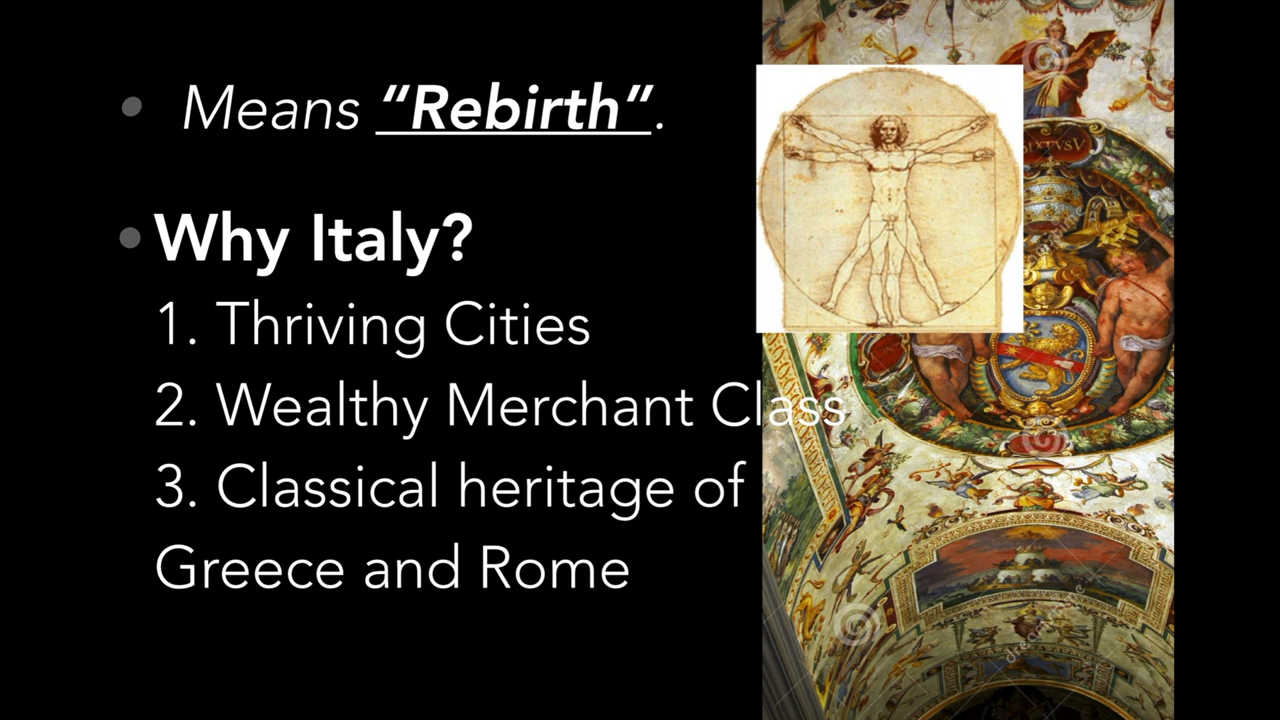 • Means “Rebirth”.
• Why Italy?
1. Thriving Cities
2. Wealthy Merchant Class
3. Classical heritage of
Greece and Rome